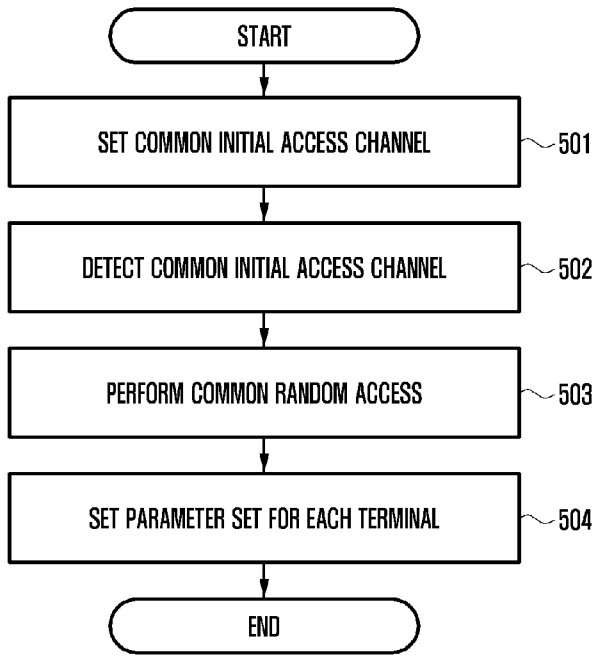 START
SET COMMON INITIAL ACCESS CHANNEL
501
DETECT COMMON INITIAL ACCESS CHANNEL
502
PERFORM COMMON RANDOM ACCESS
503
SET PARAMETER SET FOR EACH TERMINAL
504
END